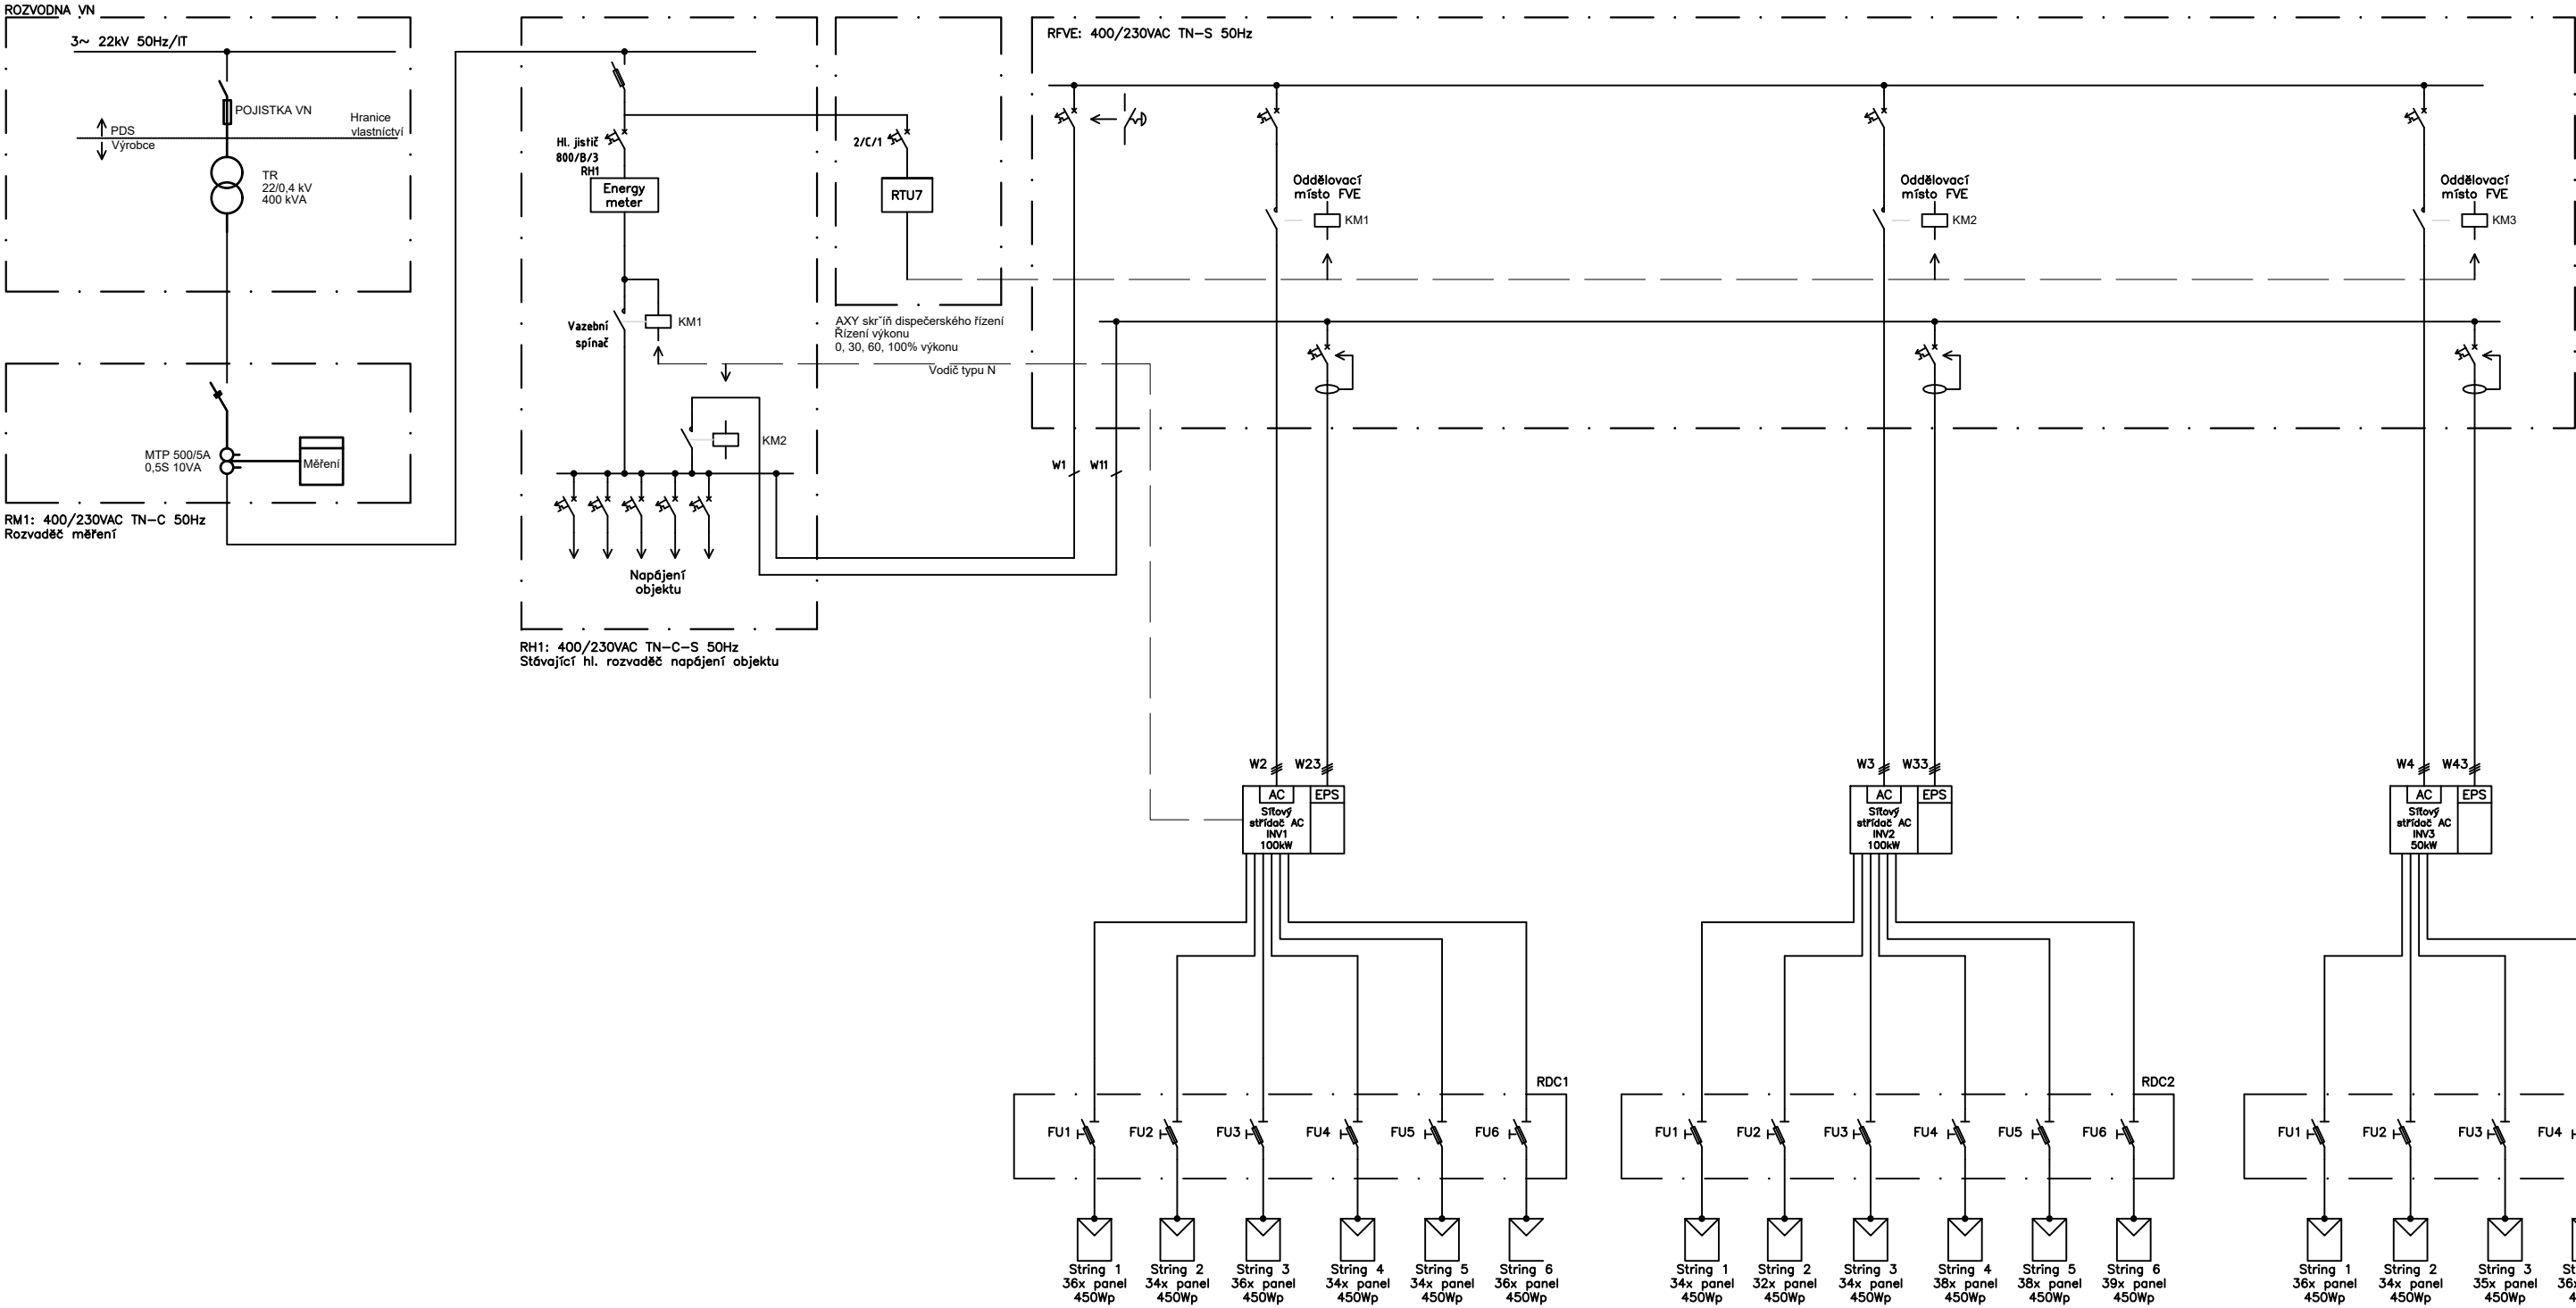 ROZVODNA VN
3~ 22kV 50Hz/IT
POJISTKA VN
Hranice
vlastníctví
PDS
Výrobce
TR
22/0,4 kV
400 kVA
MTP 500/5A
0,5S 10VA
Měření
RM1: 400/230VAC TN-C 50Hz
Rozvaděč měření
Hl. jistič
800/B/3
RH1
Energy
meter
Vazební
spínač
KM1
KM2
Napájení
objektu
RH1: 400/230VAC TN-C-S 50Hz
Stávající hl. rozvaděč napájení objektu
2/C/1
RTU7
AXY skrˇíň dispečerského řízení
Řízení výkonu
0, 30, 60, 100% výkonu
Vodič typu N
RFVE: 400/230VAC TN-S 50Hz
Oddělovací
místo FVE
KM1
Oddělovací
místo FVE
KM2
Oddělovací
místo FVE
KM3
W1
W11
W2
W23
W3
W33
W4
W43
AC
EPS
Síťový
střídač AC
INV1
100kW
AC
EPS
Síťový
střídač AC
INV2
100kW
AC
EPS
Síťový
střídač AC
INV3
50kW
RDC1
FU1
FU2
FU3
FU4
FU5
FU6
RDC2
FU1
FU2
FU3
FU4
FU5
FU6
FU1
FU2
FU3
FU4
String 1
36x panel
450Wp
String 2
34x panel
450Wp
String 3
36x panel
450Wp
String 4
34x panel
450Wp
String 5
34x panel
450Wp
String 6
36x panel
450Wp
String 1
34x panel
450Wp
String 2
32x panel
450Wp
String 3
34x panel
450Wp
String 4
38x panel
450Wp
String 5
38x panel
450Wp
String 6
39x panel
450Wp
String 1
36x panel
450Wp
String 2
34x panel
450Wp
String 3
35x panel
450Wp